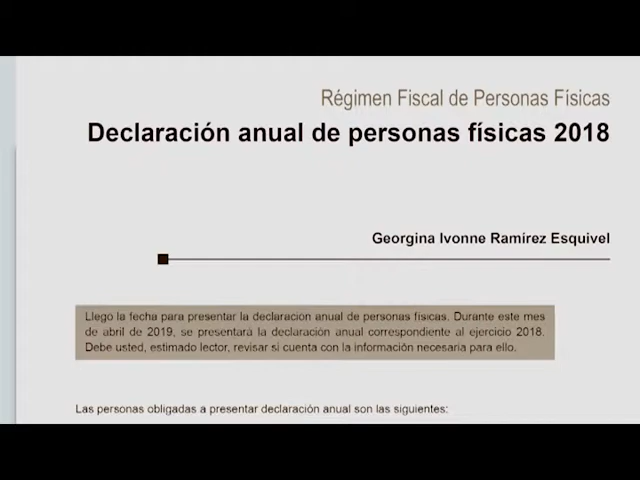 Régimen Fiscal de Personas Físicas
Declaración anual de personas físicas 2018
Georgina Ivonne Ramírez Esquivel
Llegó la fecha para presentar la declaración anual de personas físicas. Durante este mes
de abril de 2019, se presentará la declaración anual correspondiente al ejercicio 2018.
Debe usted, estimado lector, revisar si cuenta con la información necesaria para ello.
Las personas obligadas a presentar declaración anual son las siguientes: